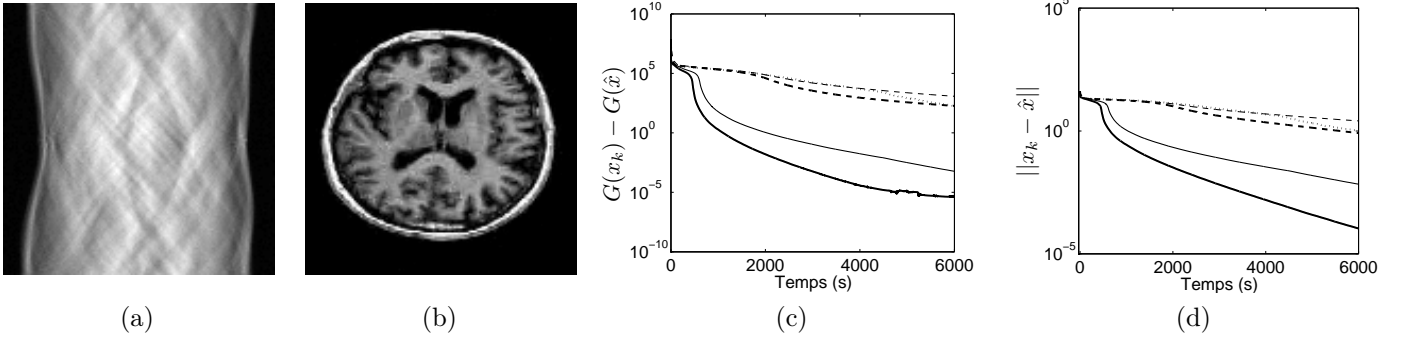 (a)
(b)
G(x_k) − G(x̂)
10^10
10^5
10^0
10^−5
10^−10
0 2000 4000 6000
Temps (s)
(c)
||x_k − x̂||
10^5
10^0
10^−5
0 2000 4000 6000
Temps (s)
(d)